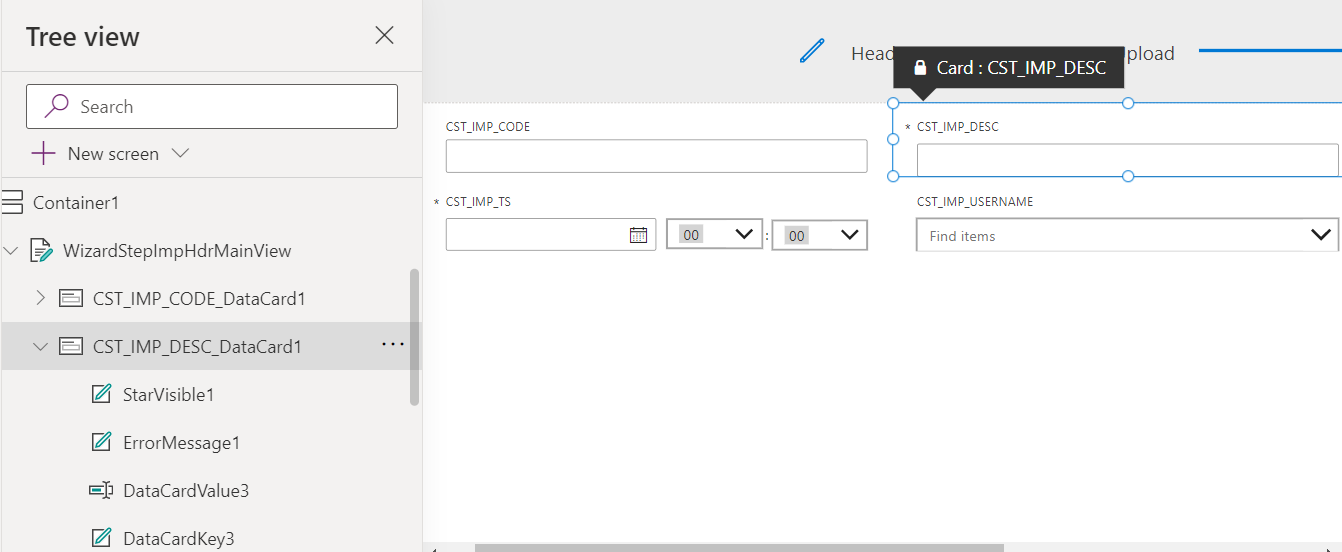 Tree view
Search
New screen
Container1
WizardStepImpHdrMainView
CST_IMP_CODE_DataCard1
CST_IMP_DESC_DataCard1
StarVisible1
ErrorMessage1
DataCardValue3
DataCardKey3
Head
pload
Card : CST_IMP_DESC
CST_IMP_CODE
* CST_IMP_DESC
* CST_IMP_TS
CST_IMP_USERNAME
00 : 00
Find items